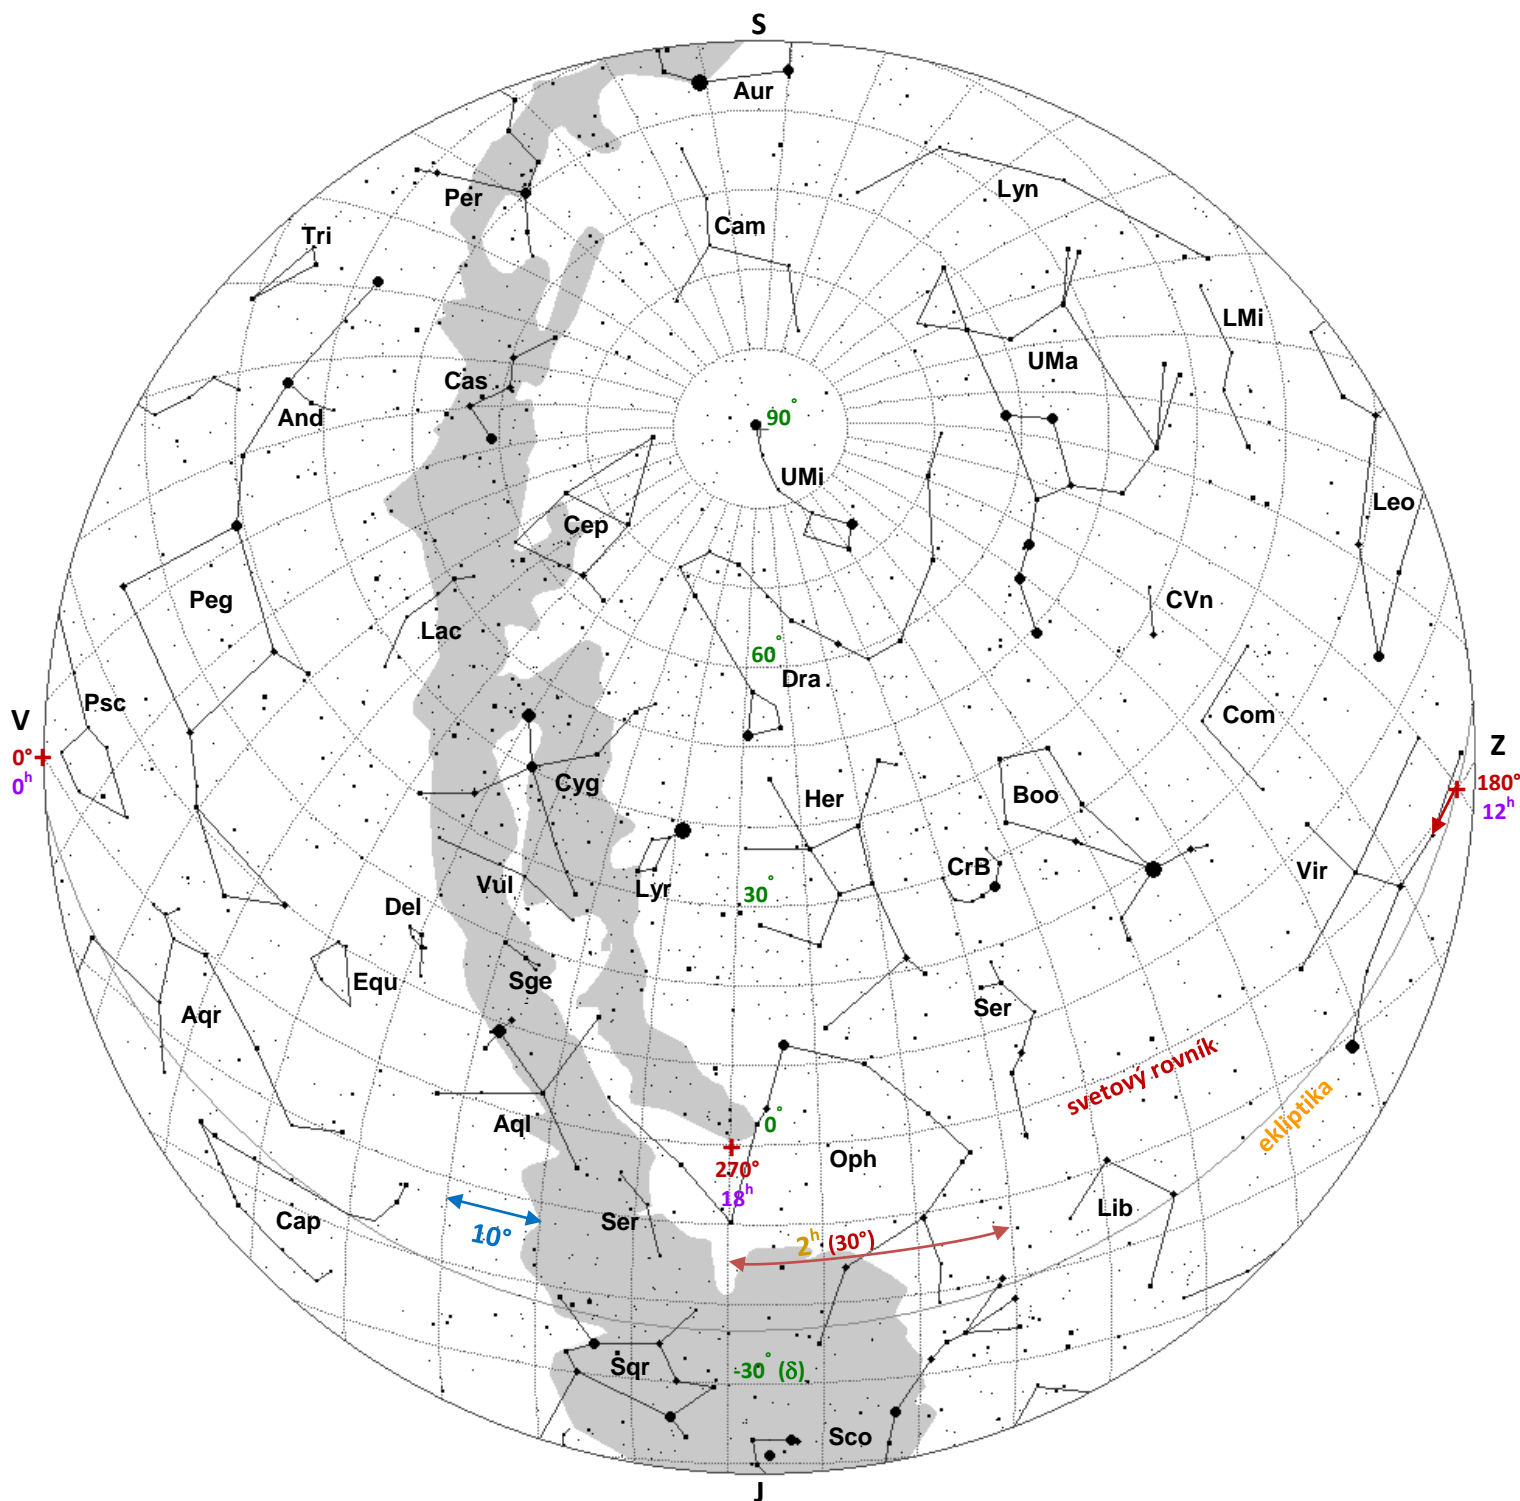 S
Aur
Lyn
Per
Cam
Tri
LMi
UMa
Cas
And
90°
UMi
Leo
Cep
Peg
CVn
Lac
60°
Dra
Psc
V
Com
Z
0°
0h
180°
12h
Cyg
Her
Boo
CrB
Vir
Vul
Lyr
30°
Del
Sge
Equ
Ser
Aqr
svetový rovník
ekliptika
Aql
0°
Oph
270°
18h
Lib
Cap
Ser
10°
2h (30°)
Sqr
-30° (δ)
Sco
J